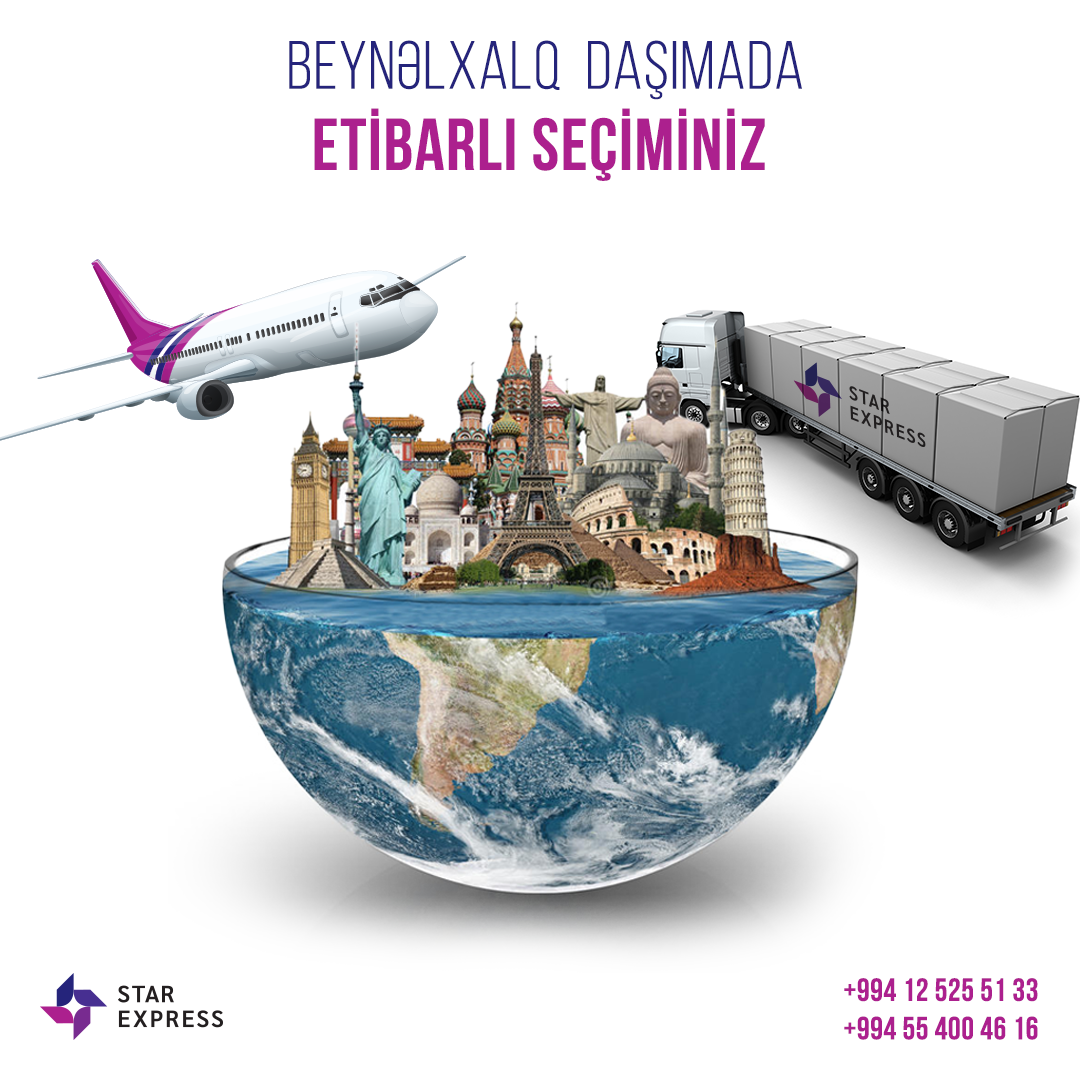 BEYNƏLXALQ DAŞIMADA
ETİBARLI SEÇİMİNİZ
STAR
EXPRESS
STAR
EXPRESS
+994 12 525 51 33
+994 55 400 46 16